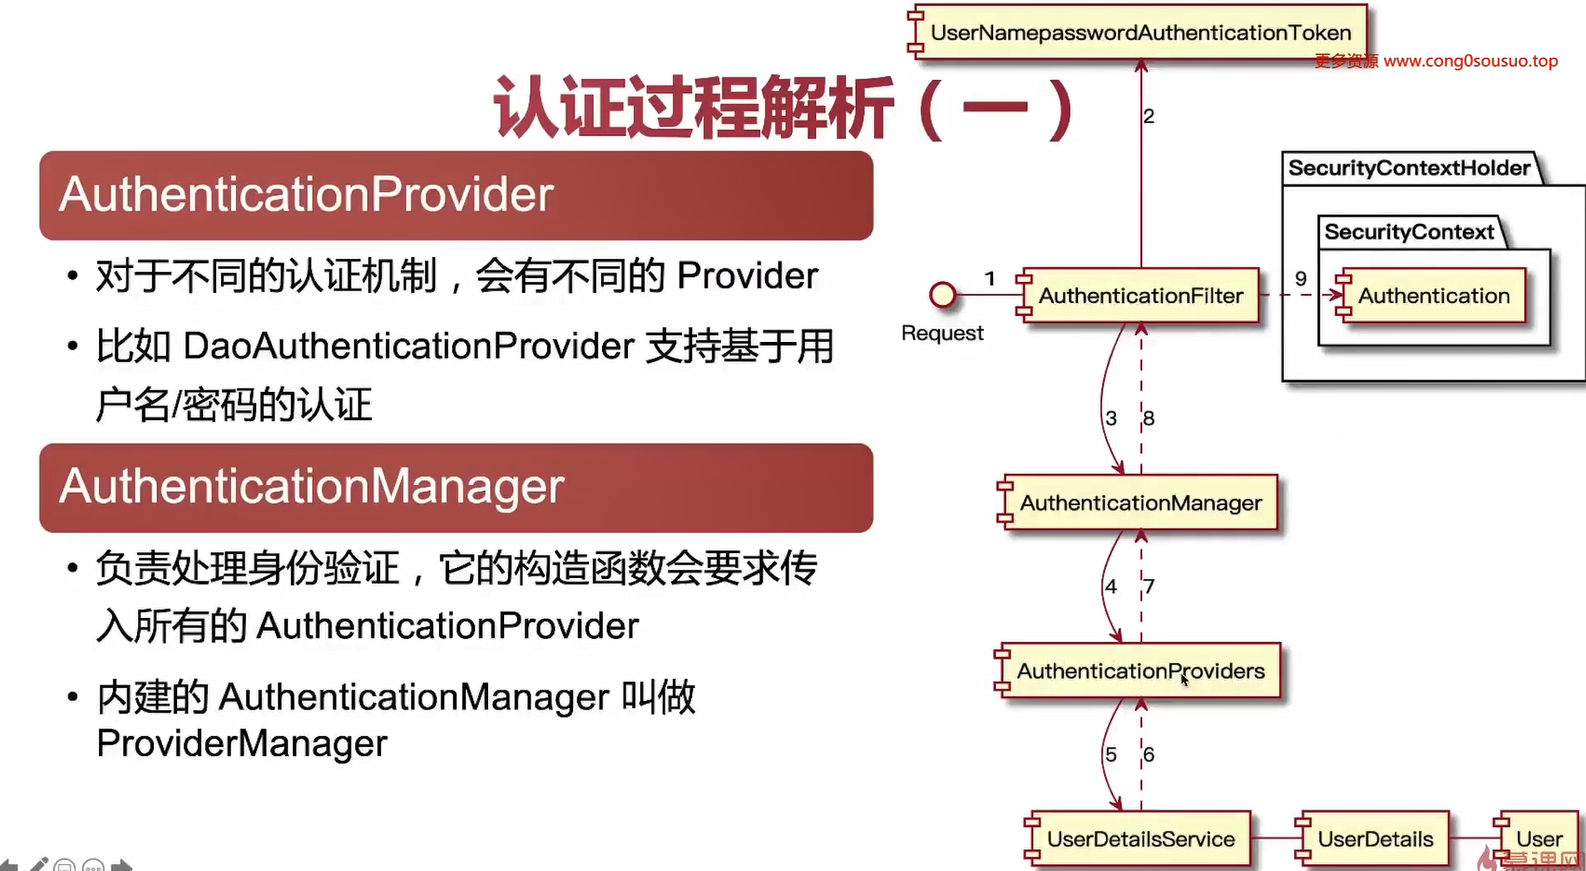 UserNamepasswordAuthenticationToken
更多资源 www.cong0sousuo.top
认证过程解析(一)
2
AuthenticationProvider
SecurityContextHolder
SecurityContext
• 对于不同的认证机制，会有不同的 Provider
1
AuthenticationFilter
9
Authentication
Request
• 比如 DaoAuthenticationProvider 支持基于用
户名/密码的认证
3
8
AuthenticationManager
AuthenticationManager
• 负责处理身份验证，它的构造函数会要求传
入所有的 AuthenticationProvider
4
7
AuthenticationProviders
• 内建的 AuthenticationManager 叫做
ProviderManager
5
6
UserDetailsService
UserDetails
User
慕课网